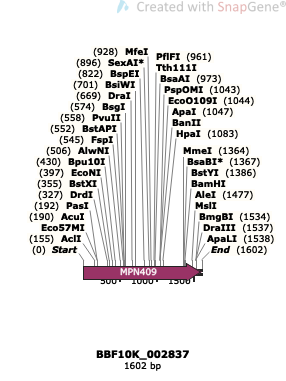 Created with SnapGene®
(928) MfeI
(896) SexAI*
(822) BspEI
(701) BsiWI
(669) DraI
(574) BsgI
(558) PvuII
(552) BstAPI
(545) FspI
(506) AlwNI
(430) Bpu10I
(397) EcoNI
(355) BstXI
(327) DrdI
(192) PasI
(190) AcuI
Eco57MI
(155) AclI
(0) Start
PflFI (961)
Tth111I
BsaAI (973)
PspOMI (1043)
EcoO109I (1044)
ApaI (1047)
BanII
HpaI (1083)
MmeI (1364)
BsaBI* (1367)
BstYI (1386)
BamHI
AleI (1477)
MslI
BmgBI (1534)
DraIII (1537)
ApaLI (1538)
End (1602)
MPN409
500 1000 1500
BBF10K_002837
1602 bp